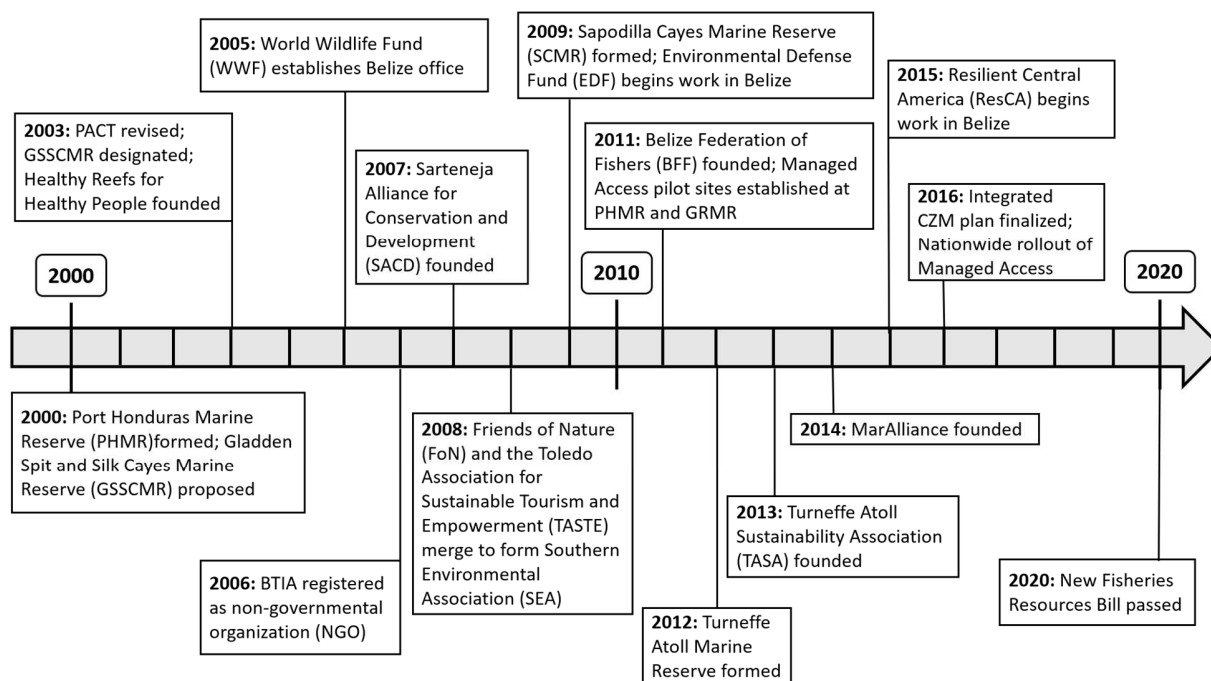 2005: World Wildlife Fund
(WWF) establishes Belize office
2009: Sapodilla Cayes Marine Reserve
(SCMR) formed; Environmental Defense
Fund (EDF) begins work in Belize
2015: Resilient Central
America (ResCA) begins
work in Belize
2003: PACT revised;
GSSCMR designated;
Healthy Reefs for
Healthy People founded
2007: Sarteneja
Alliance for
Conservation and
Development
(SACD) founded
2011: Belize Federation of
Fishers (BFF) founded; Managed
Access pilot sites established at
PHMR and GRMR
2016: Integrated
CZM plan finalized;
Nationwide rollout of
Managed Access
2000
2010
2020
2000: Port Honduras Marine
Reserve (PHMR)formed; Gladden
Spit and Silk Cayes Marine
Reserve (GSSCMR) proposed
2008: Friends of Nature
(FoN) and the Toledo
Association for
Sustainable Tourism and
Empowerment (TASTE)
merge to form Southern
Environmental
Association (SEA)
2014: MarAlliance founded
2013: Turneffe Atoll
Sustainability Association
(TASA) founded
2006: BTIA registered
as non-governmental
organization (NGO)
2012: Turneffe
Atoll Marine
Reserve formed
2020: New Fisheries
Resources Bill passed